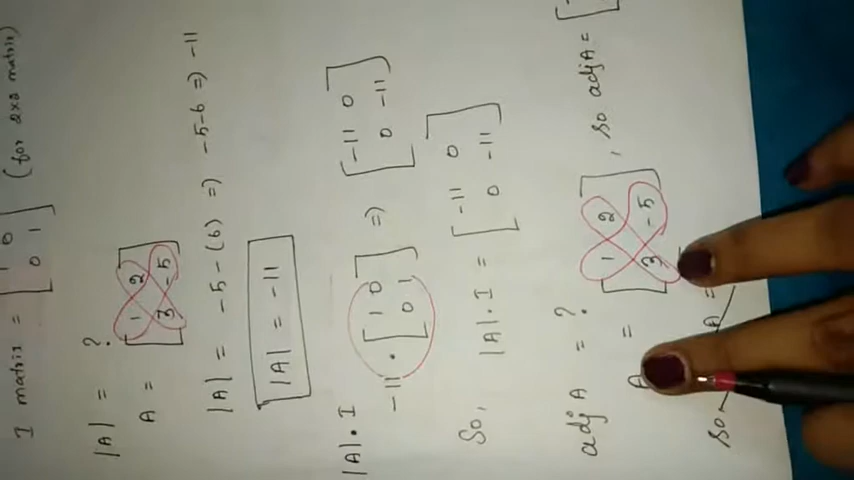 I matrix = [1 0
0 1] (for 2x2 matrix)
|A| = ?
A = [1 2
3 -5]
|A| = -5-(6) => -5-6 => -11
|A| = -11
|A|.I
-11 . [1 0
0 1] => [-11 0
0 -11]
So, |A|.I = [-11 0
0 -11]
adj A = ?
A = [1 2
3 -5] , so adjA = [
so A =